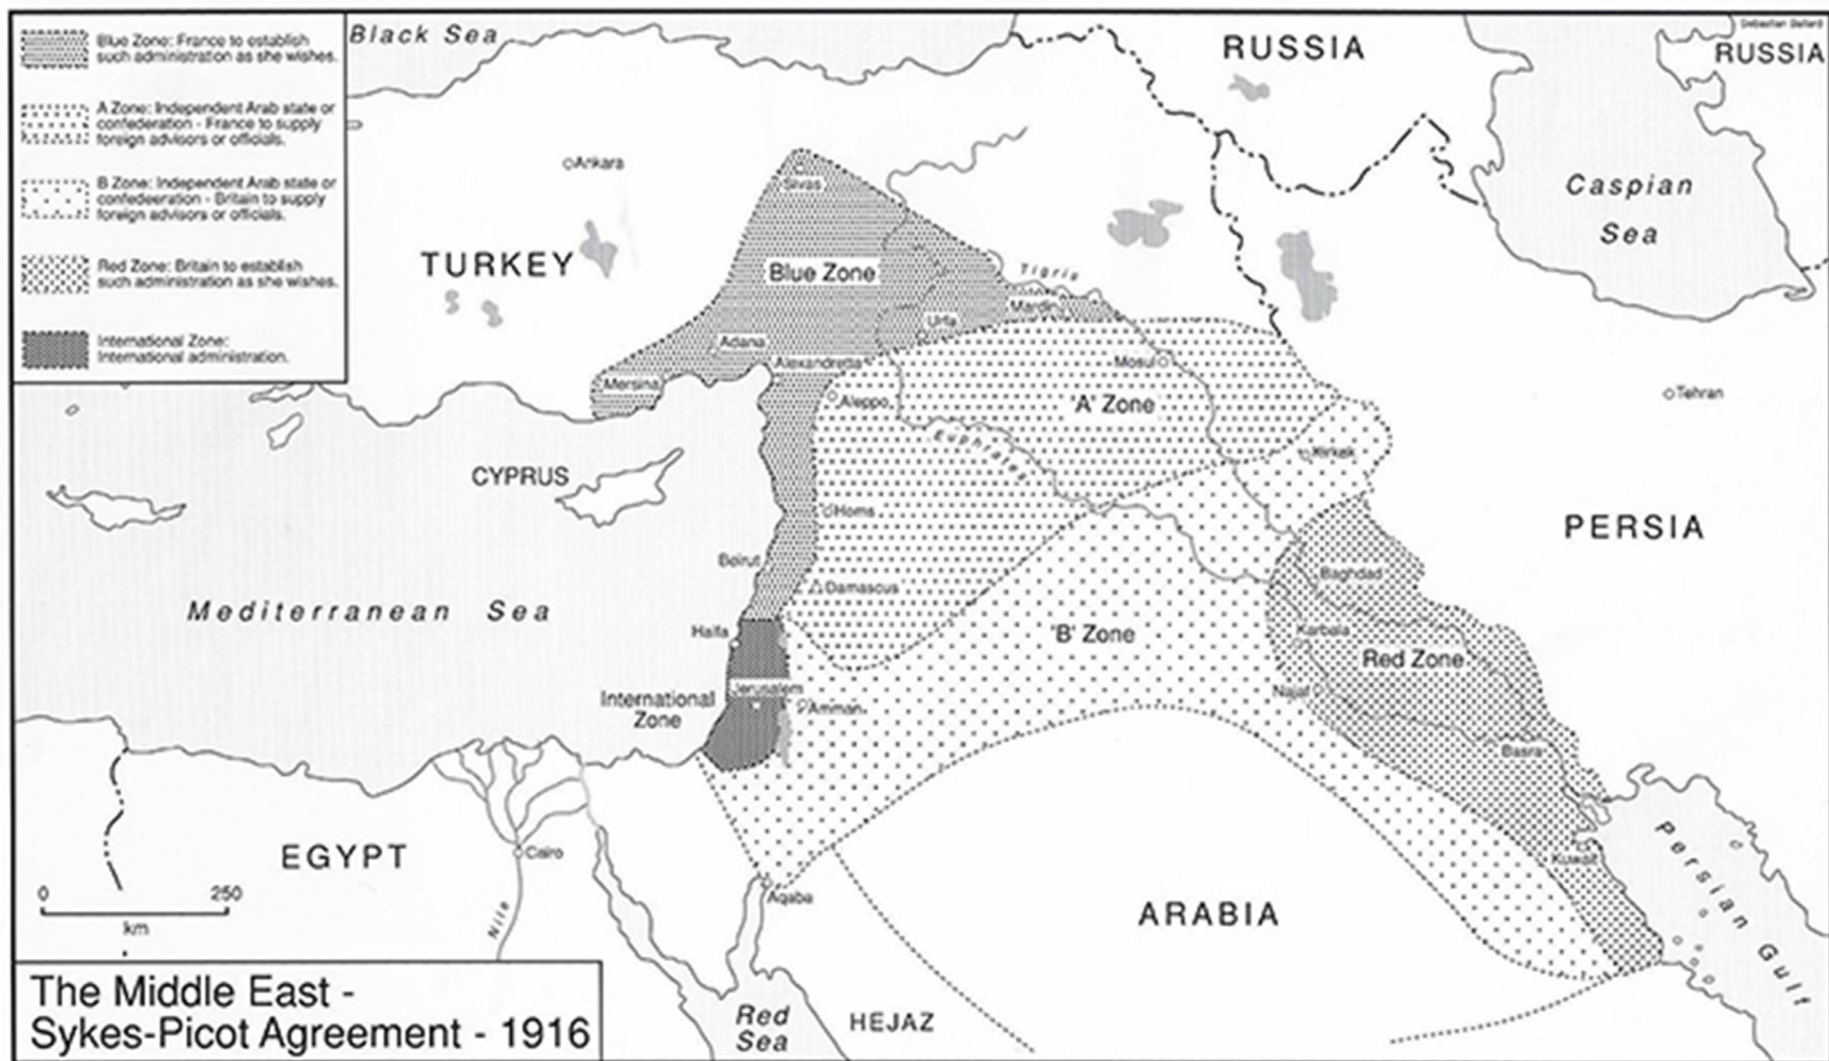 Blue Zone: France to establish
such administration as she wishes.
A Zone: Independent Arab state or
confederation - France to supply
foreign advisors or officials.
B Zone: Independent Arab state or
confedeeration - Britain to supply
foreign advisors or officials.
Red Zone: Britain to establish
such administration as she wishes.
International Zone:
International administration.
Black Sea
RUSSIA
Sebastian Ballard
RUSSIA
Ankara
Sivas
Caspian
Sea
TURKEY
Blue Zone
Tigris
Mardin
Urfa
Adana
Alexandretta
Mosul
Mersina
Aleppo
'A' Zone
Tehran
Euphrates
Kirkuk
CYPRUS
Homs
PERSIA
Beirut
Baghdad
Damascus
Mediterranean Sea
Haifa
'B' Zone
Karbala
Red Zone
Jerusalem
Najaf
International
Zone
Amman
Basra
EGYPT
Cairo
Kuwait
Persian Gulf
0 250
km
Nile
Aqaba
ARABIA
The Middle East -
Sykes-Picot Agreement - 1916
Red
Sea
HEJAZ